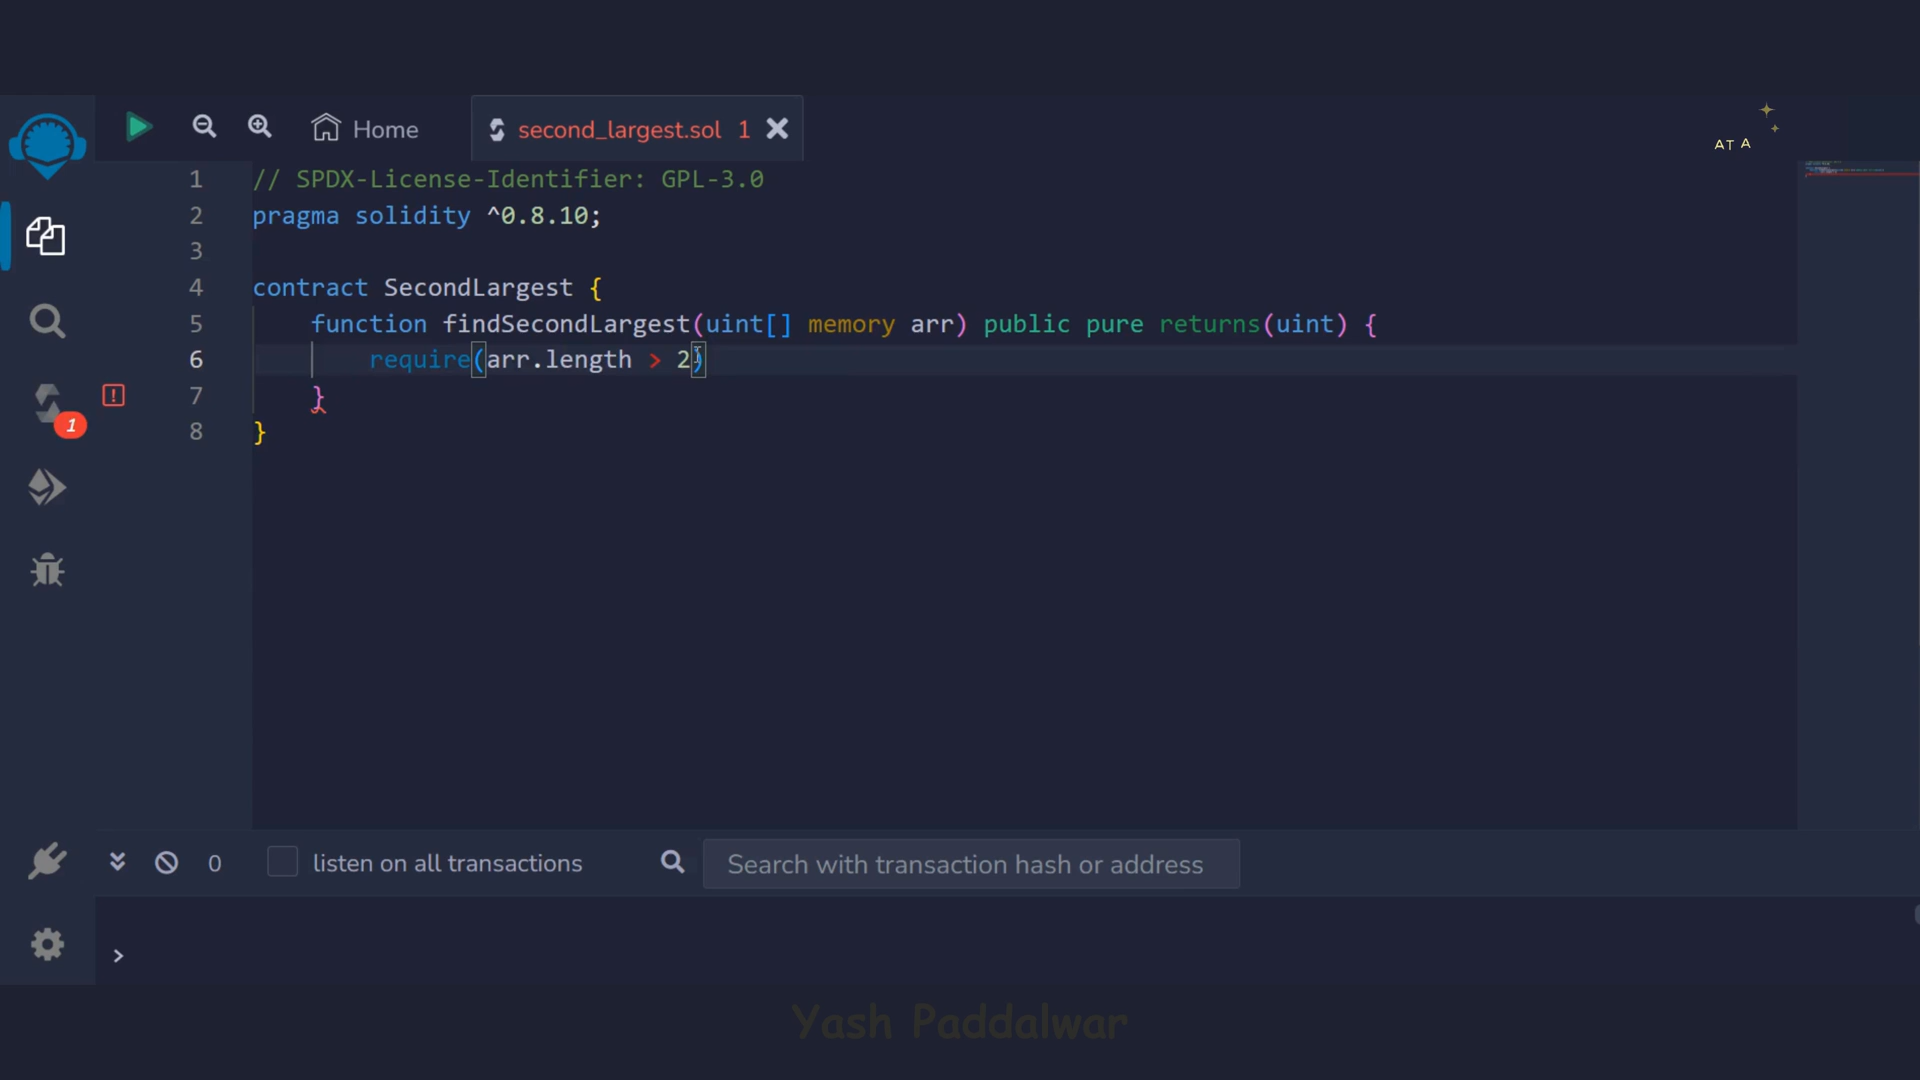 Home
second_largest.sol 1
AT A
1 // SPDX-License-Identifier: GPL-3.0
2 pragma solidity ^0.8.10;
3
4 contract SecondLargest {
5 function findSecondLargest(uint[] memory arr) public pure returns(uint) {
6 require(arr.length > 2)
7 }
8 }
1
0 listen on all transactions Search with transaction hash or address
>
Yash Paddalwar